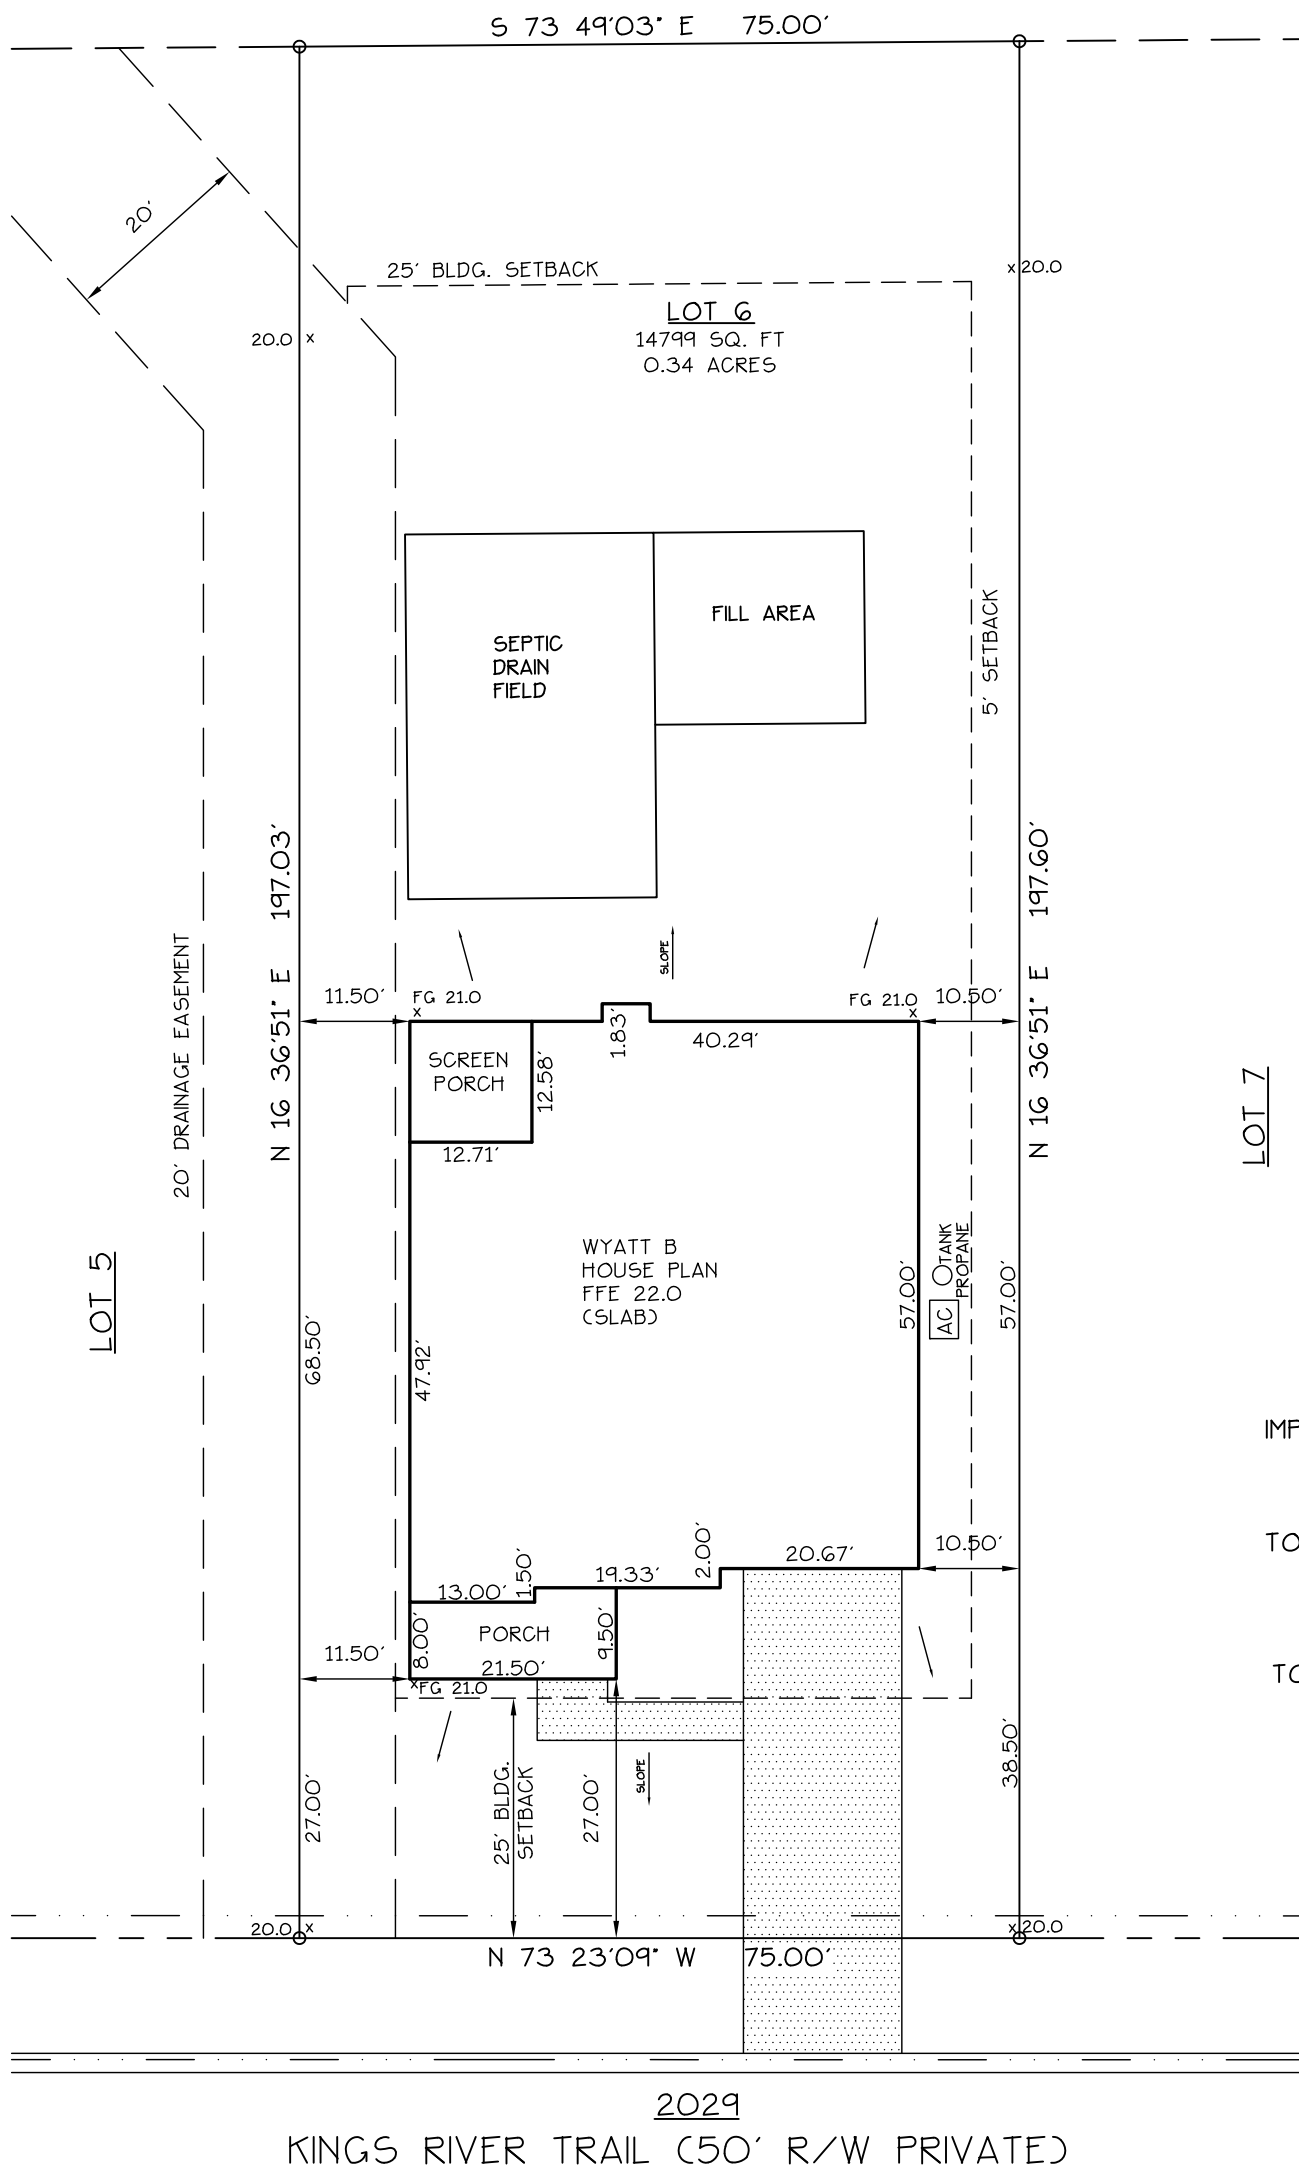 S 73 49'03" E 75.00'
20'
25' BLDG. SETBACK
x 20.0
LOT 6
14799 SQ. FT
0.34 ACRES
20.0 x
SEPTIC
DRAIN
FIELD
FILL AREA
5' SETBACK
N 16 36'51" E 197.03'
N 16 36'51" E 197.60'
20' DRAINAGE EASEMENT
SLOPE
11.50'
FG 21.0
x
FG 21.0
x
10.50'
1.83'
40.29'
SCREEN
PORCH
12.58'
12.71'
LOT 7
LOT 5
WYATT B
HOUSE PLAN
FFE 22.0
(SLAB)
57.00'
AC
TANK
PROPANE
57.00'
68.50'
47.92'
IMP
TO
10.50'
20.67'
2.00'
19.33'
1.50'
13.00'
8.00'
PORCH
9.50'
11.50'
21.50'
x FG 21.0
TO
38.50'
27.00'
25' BLDG.
SETBACK
27.00'
SLOPE
20.0 x
x 20.0
N 73 23'09" W 75.00'
2029
KINGS RIVER TRAIL (50' R/W PRIVATE)